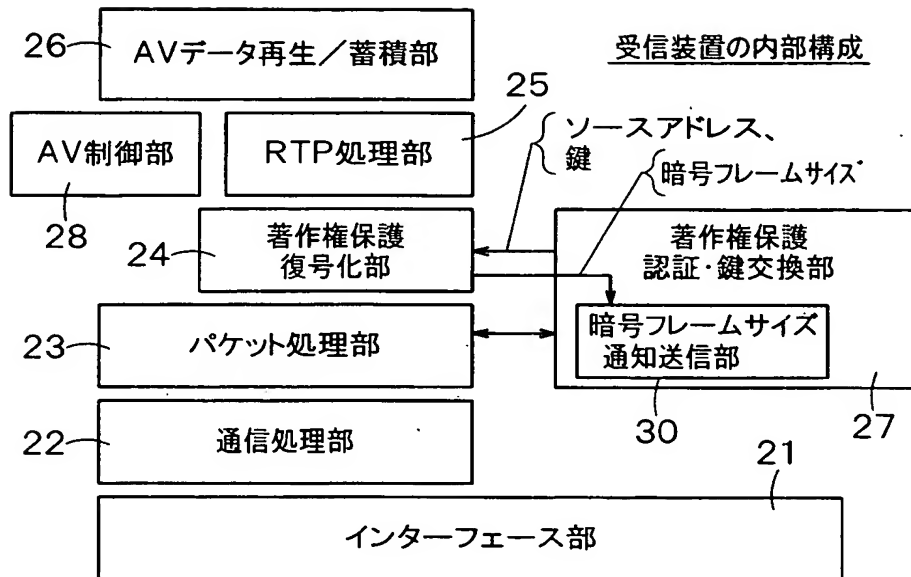 受信装置の内部構成
26
AVデータ再生／蓄積部
25
ソースアドレス、
鍵
暗号フレームサイズ
AV制御部
28
RTP処理部
24
著作権保護
復号化部
著作権保護
認証・鍵交換部
暗号フレームサイズ
通知送信部
30
27
23
パケット処理部
22
通信処理部
21
インターフェース部